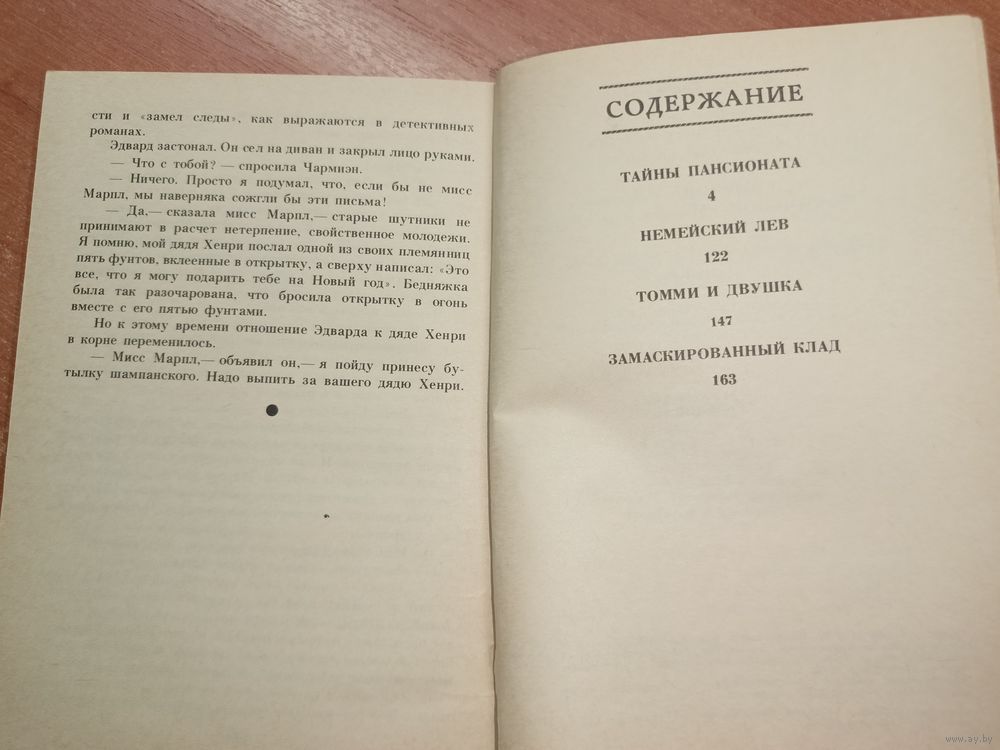 сти и «замел следы», как выражаются в детективных
романах.
Эдвард застонал. Он сел на диван и закрыл лицо руками.
— Что с тобой? — спросила Чармиэн.
— Ничего. Просто я подумал, что, если бы не мисс
Марпл, мы наверняка сожгли бы эти письма!
— Да,— сказала мисс Марпл,— старые шутники не
принимают в расчет нетерпение, свойственное молодежи.
Я помню, мой дядя Хенри послал одной из своих племянниц
пять фунтов, вклеенные в открытку, а сверху написал: «Это
все, что я могу подарить тебе на Новый год». Бедняжка
была так разочарована, что бросила открытку в огонь
вместе с его пятью фунтами.
Но к этому времени отношение Эдварда к дяде Хенри
в корне переменилось.
— Мисс Марпл,— объявил он,— я пойду принесу бу-
тылку шампанского. Надо выпить за вашего дядю Хенри.
СОДЕРЖАНИЕ
ТАЙНЫ ПАНСИОНАТА
4
НЕМЕЙСКИЙ ЛЕВ
122
ТОММИ И ДВУШКА
147
ЗАМАСКИРОВАННЫЙ КЛАД
163
www.ay.by